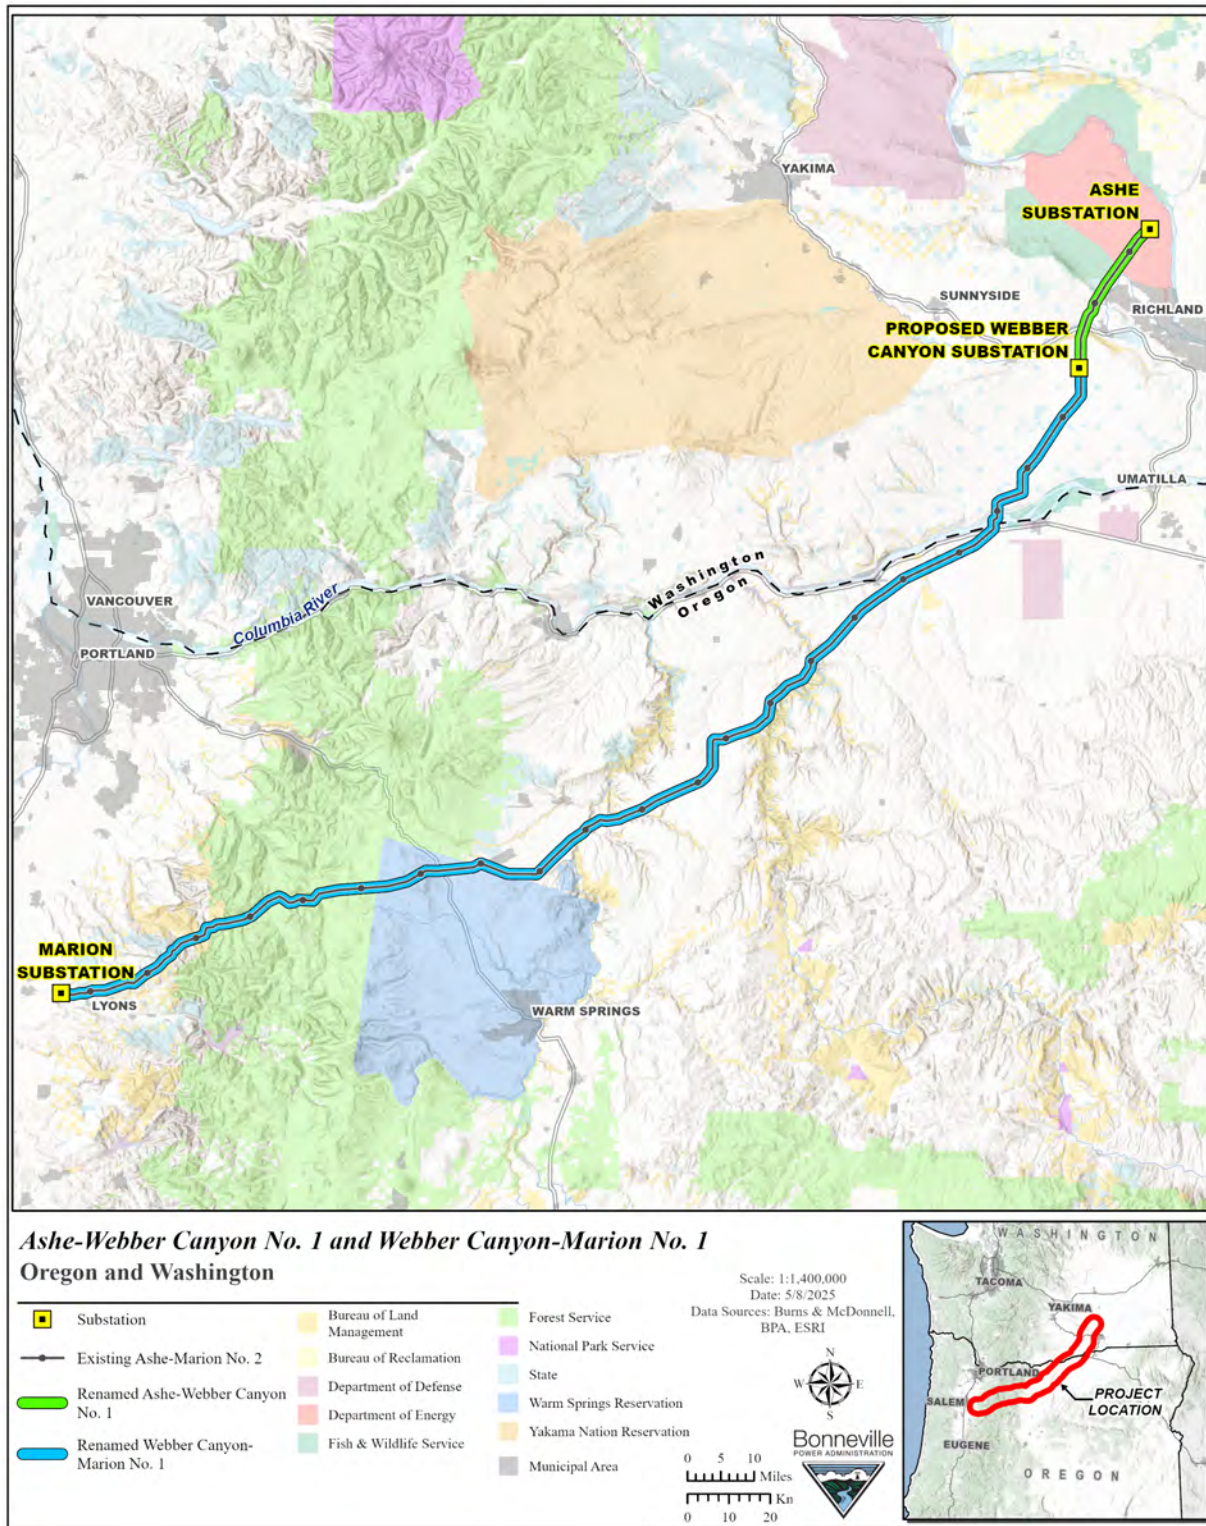 YAKIMA
ASHE
SUBSTATION
SUNNYSIDE
RICHLAND
PROPOSED WEBBER
CANYON SUBSTATION
UMATILLA
Washington
Oregon
Columbia River
VANCOUVER
PORTLAND
MARION
SUBSTATION
LYONS
WARM SPRINGS
Ashe-Webber Canyon No. 1 and Webber Canyon-Marion No. 1
Oregon and Washington
Substation
Existing Ashe-Marion No. 2
Renamed Ashe-Webber Canyon
No. 1
Renamed Webber Canyon-
Marion No. 1
Bureau of Land
Management
Bureau of Reclamation
Department of Defense
Department of Energy
Fish & Wildlife Service
Forest Service
National Park Service
State
Warm Springs Reservation
Yakama Nation Reservation
Municipal Area
Scale: 1:1,400,000
Date: 5/8/2025
Data Sources: Burns & McDonnell,
BPA, ESRI
N
W E
S
Bonneville
POWER ADMINISTRATION
0 5 10
Miles
Kn
0 10 20
WASHINGTON
TACOMA
YAKIMA
PORTLAND
SALEM
PROJECT
LOCATION
EUGENE
OREGON